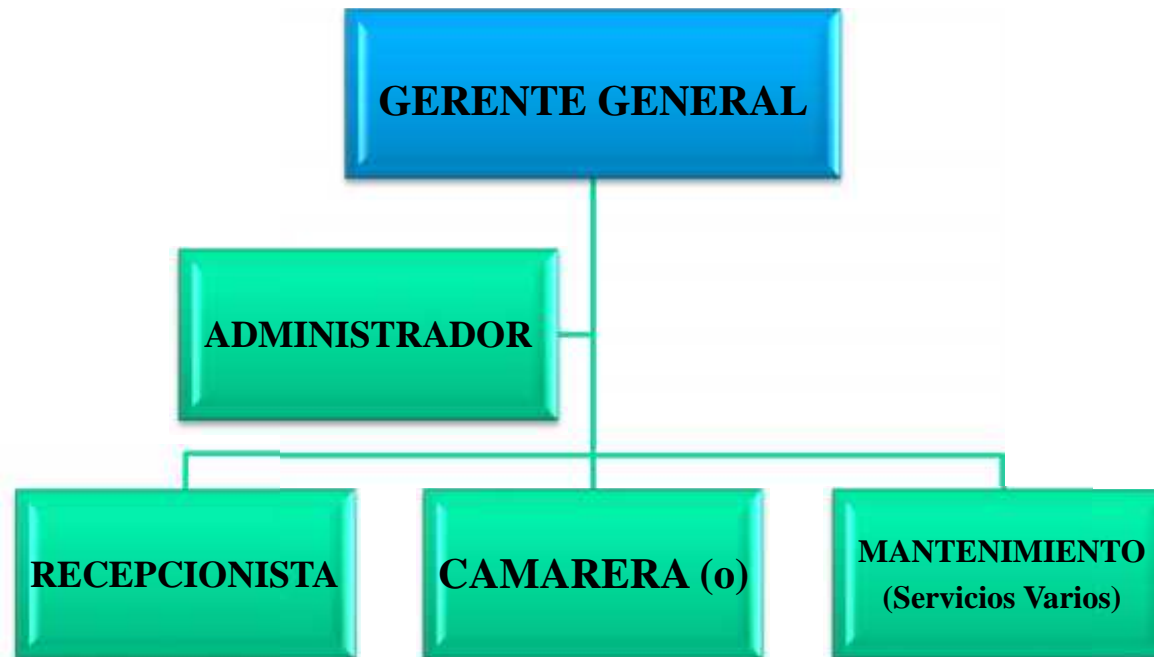 GERENTE GENERAL
ADMINISTRADOR
RECEPCIONISTA
CAMARERA (o)
MANTENIMIENTO
(Servicios Varios)